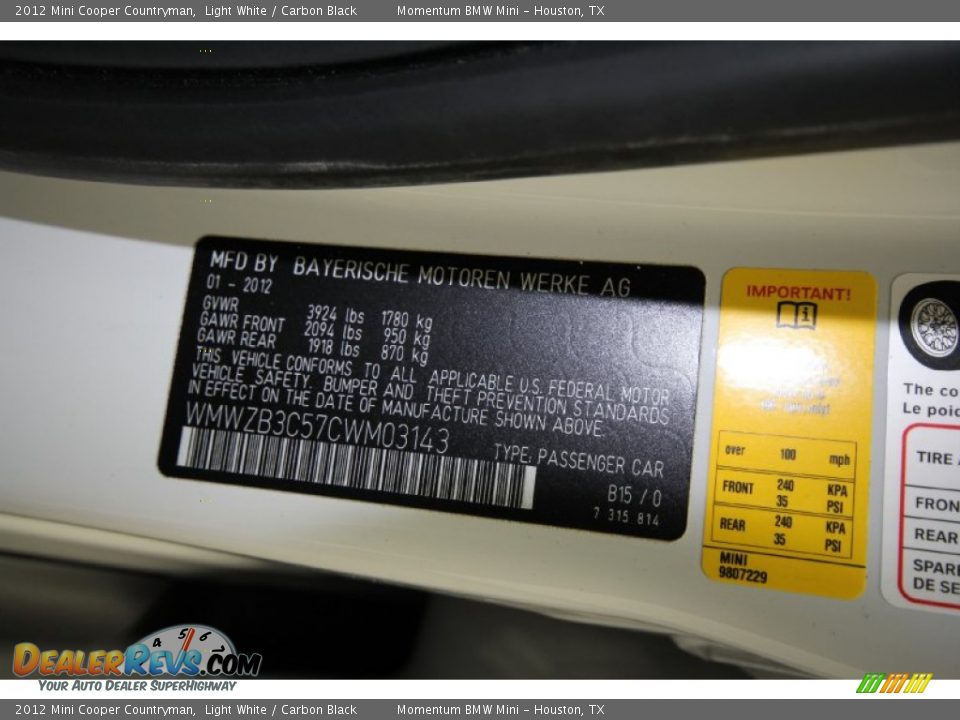 2012 Mini Cooper Countryman,  Light White / Carbon Black  Momentum BMW Mini - Houston, TX
MFD BY BAYERISCHE MOTOREN WERKE AG
01 - 2012
GVWR 3924 lbs 1780 kg
GAWR FRONT 2094 lbs 950 kg
GAWR REAR 1918 lbs 870 kg
THIS VEHICLE CONFORMS TO ALL APPLICABLE U.S. FEDERAL MOTOR
VEHICLE SAFETY, BUMPER AND THEFT PREVENTION STANDARDS
IN EFFECT ON THE DATE OF MANUFACTURE SHOWN ABOVE.
WMWZB3C57CWM03143
TYPE: PASSENGER CAR
B15 / 0
7 315 814
IMPORTANT!
i
over 100 mph
FRONT 240 KPA
35 PSI
REAR 240 KPA
35 PSI
MINI
9807229
The co
Le poid
TIRE
FRON
REAR
SPARE
DE SE
4 5 6
DEALERREVS.COM
YOUR AUTO DEALER SUPERHIGHWAY
2012 Mini Cooper Countryman,  Light White / Carbon Black  Momentum BMW Mini - Houston, TX